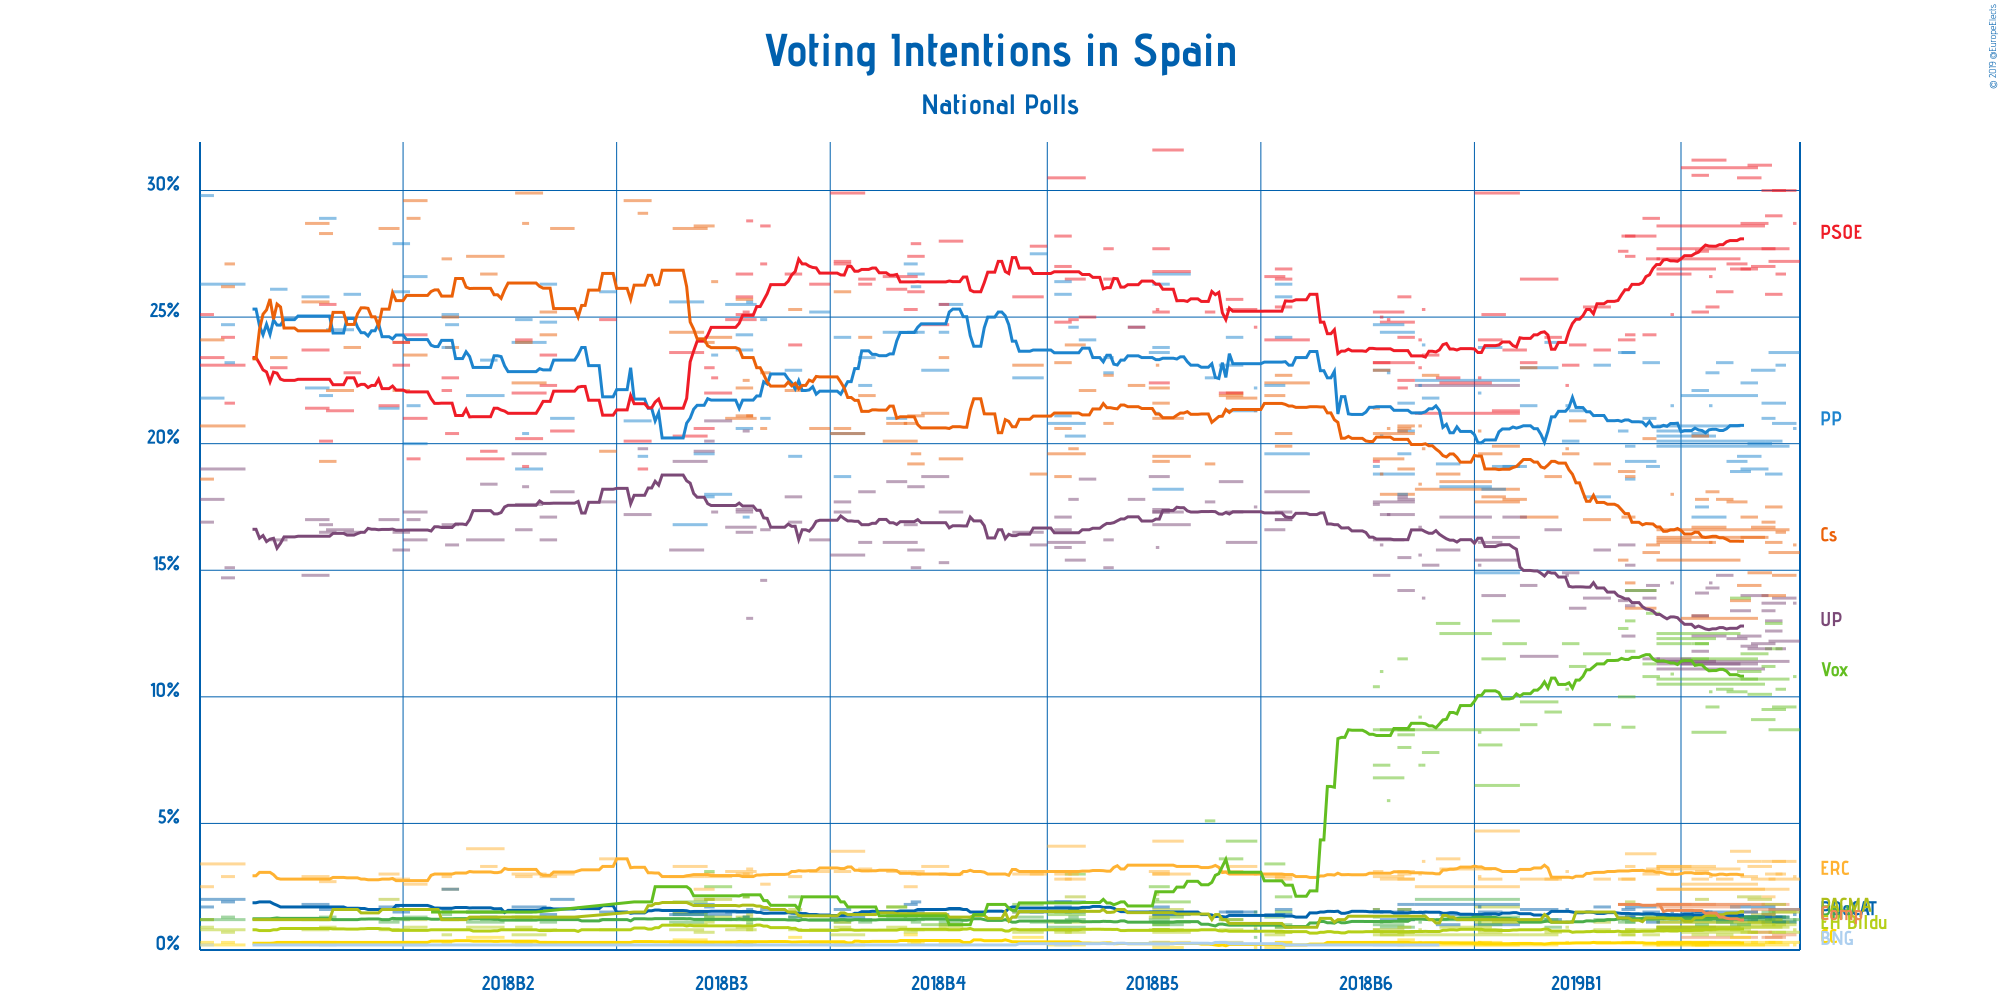 Voting Intentions in Spain
National Polls
© 2019 @EuropeElects
30%
25%
20%
15%
10%
5%
0%
PSOE
PP
Cs
UP
Vox
ERC
PACMA
EH Bildu
BNG
2018B2
2018B3
2018B4
2018B5
2018B6
2019B1